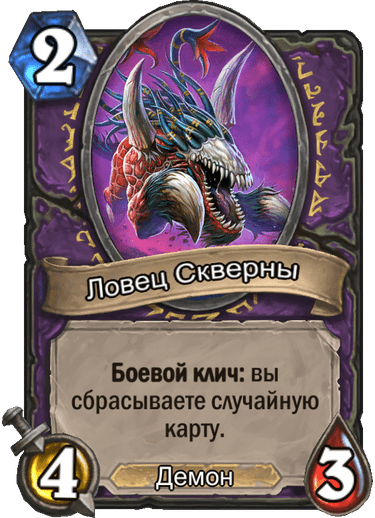 2
Ловец Скверны
Боевой клич: вы
сбрасываете случайную
карту.
4
Демон
3